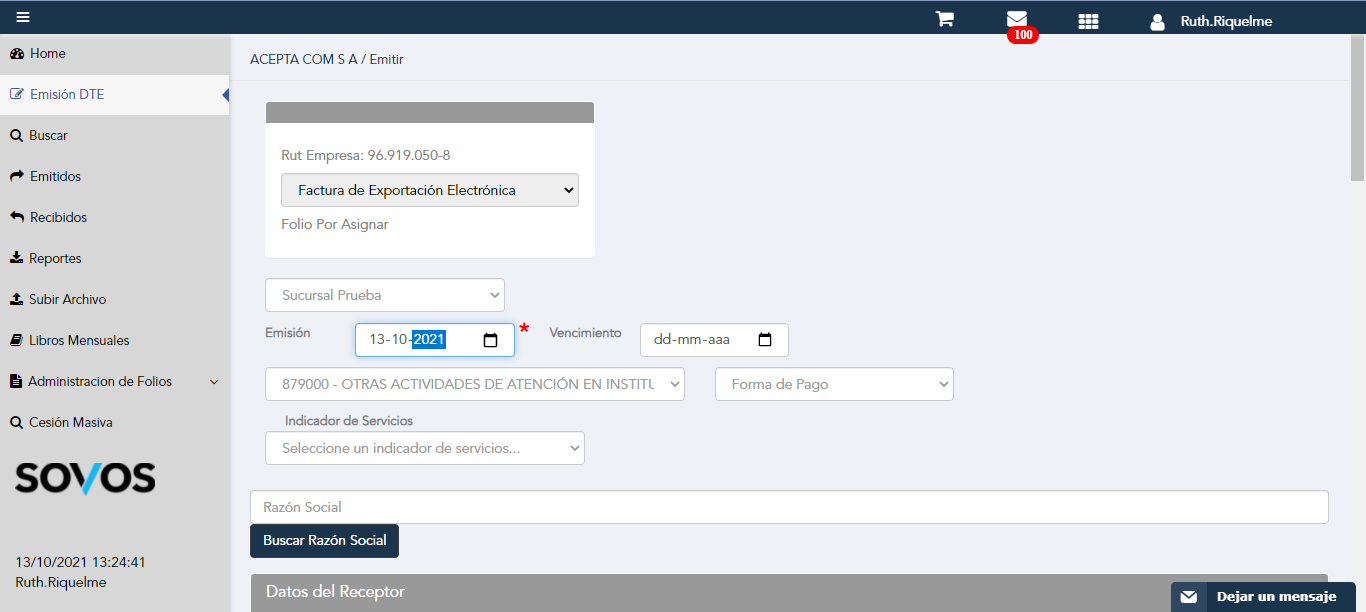 Ruth.Riquelme
100
Home
Emisión DTE
Buscar
Emitidos
Recibidos
Reportes
Subir Archivo
Libros Mensuales
Administracion de Folios
Cesión Masiva
SOVOS
13/10/2021 13:24:41
Ruth.Riquelme
ACEPTA COM S A / Emitir
Rut Empresa: 96.919.050-8
Factura de Exportación Electrónica
Folio Por Asignar
Sucursal Prueba
Emisión 13-10-2021 * Vencimiento dd-mm-aaa
879000 - OTRAS ACTIVIDADES DE ATENCIÓN EN INSTITU Forma de Pago
Indicador de Servicios
Seleccione un indicador de servicios...
Razón Social
Buscar Razón Social
Datos del Receptor
Dejar un mensaje